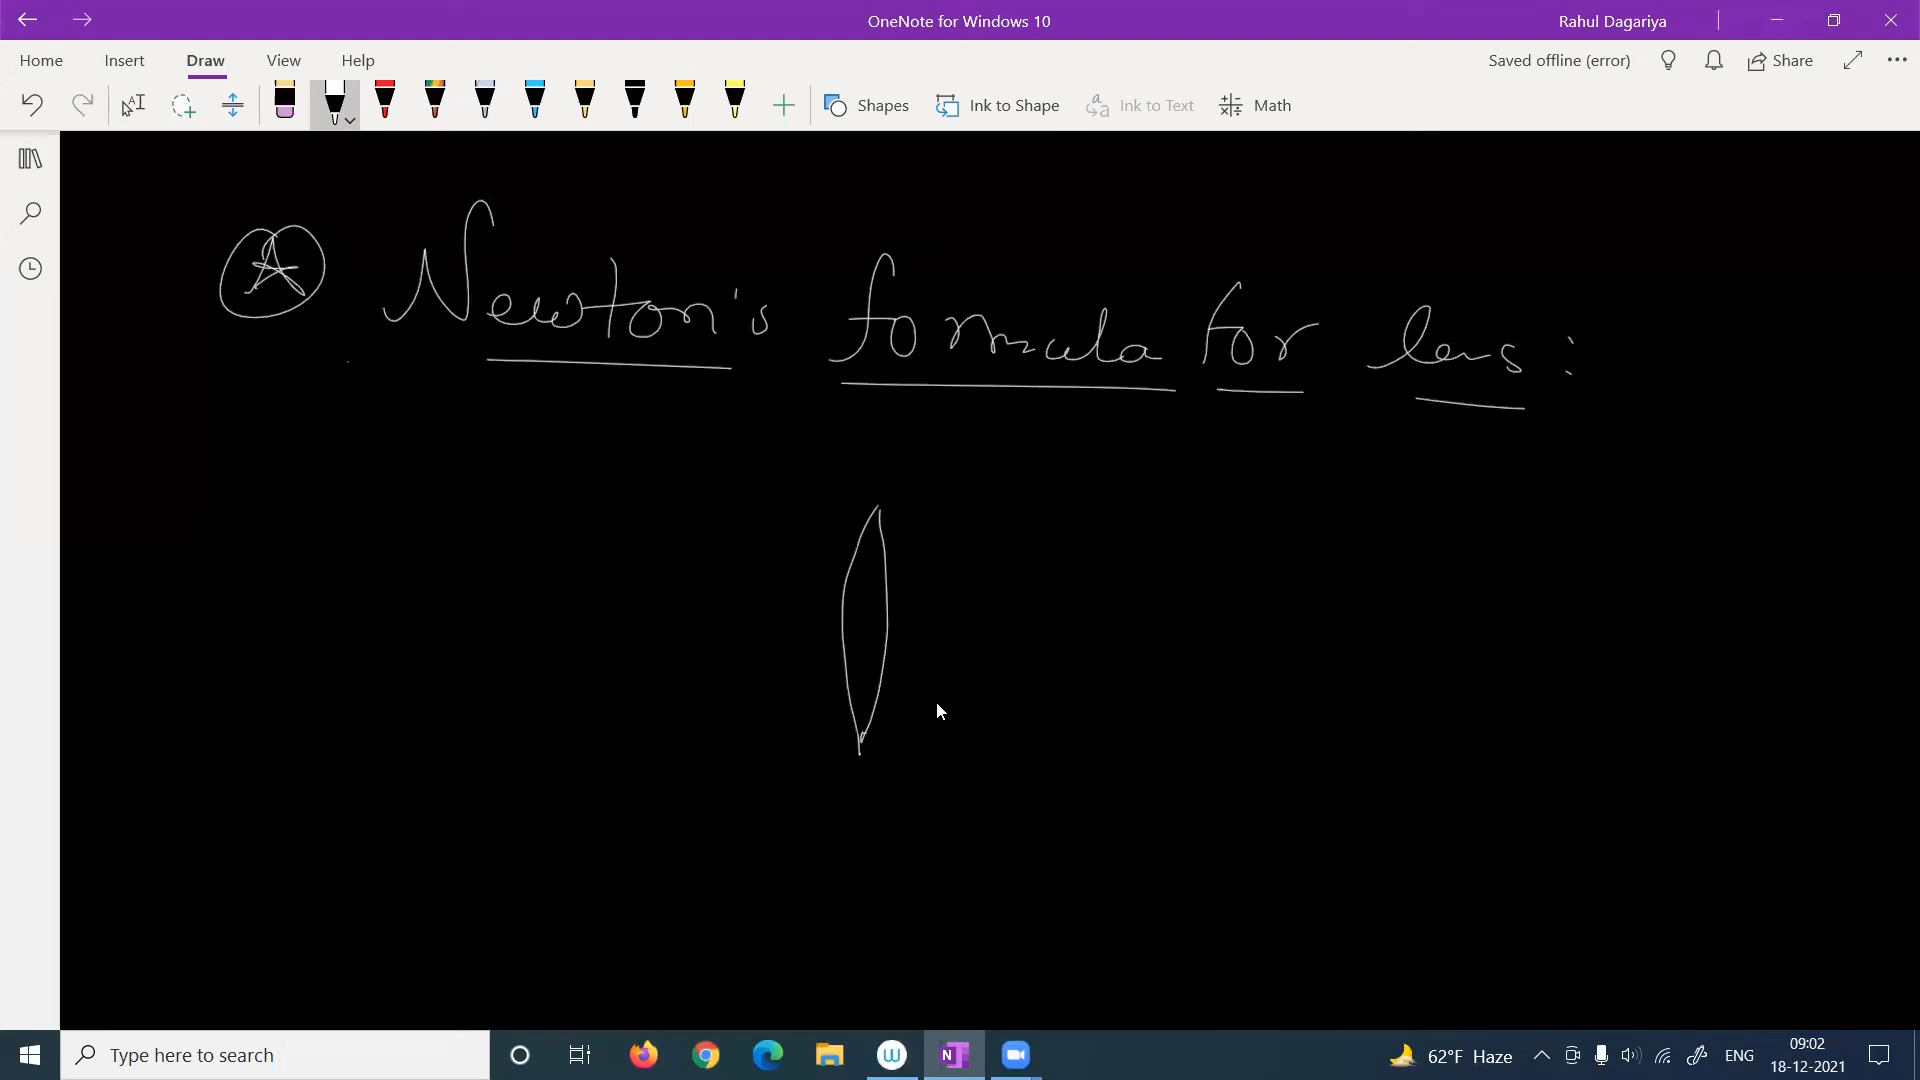 OneNote for Windows 10
Rahul Dagariya
Home Insert Draw View Help
Saved offline (error)
Share
Shapes
Ink to Shape
Ink to Text
Math
Newton's formula for lens:
Type here to search
62°F Haze
ENG
09:02
18-12-2021